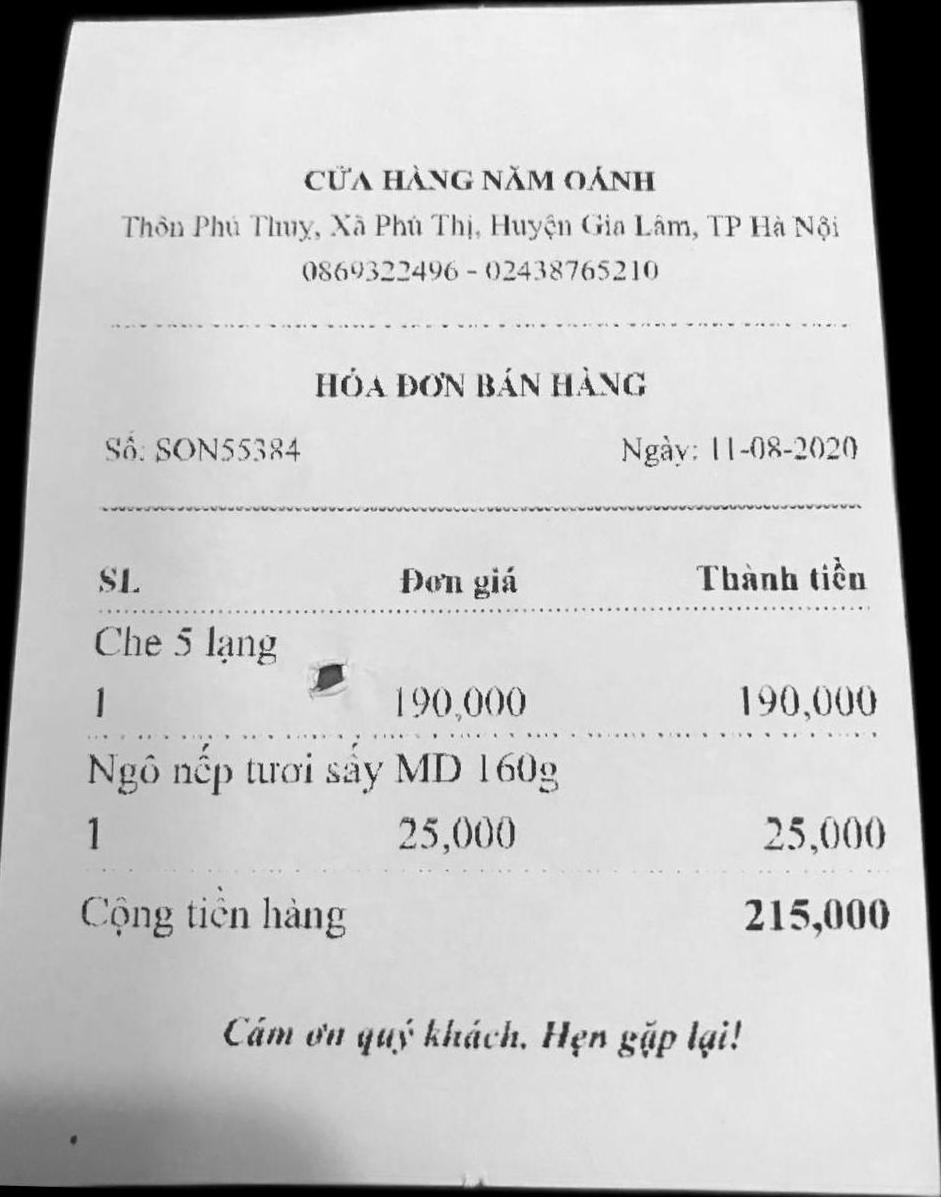 CỬA HÀNG NĂM OÁNH
Thôn Phú Thụy, Xã Phú Thị, Huyện Gia Lâm, TP Hà Nội
0869322496 - 02438765210
HÓA ĐƠN BÁN HÀNG
Số: SON55384 Ngày: 11-08-2020
SL Đơn giá Thành tiền
Che 5 lạng
1 190,000 190,000
Ngô nếp tươi sấy MD 160g
1 25,000 25,000
Cộng tiền hàng 215,000
Cám ơn quý khách. Hẹn gặp lại!